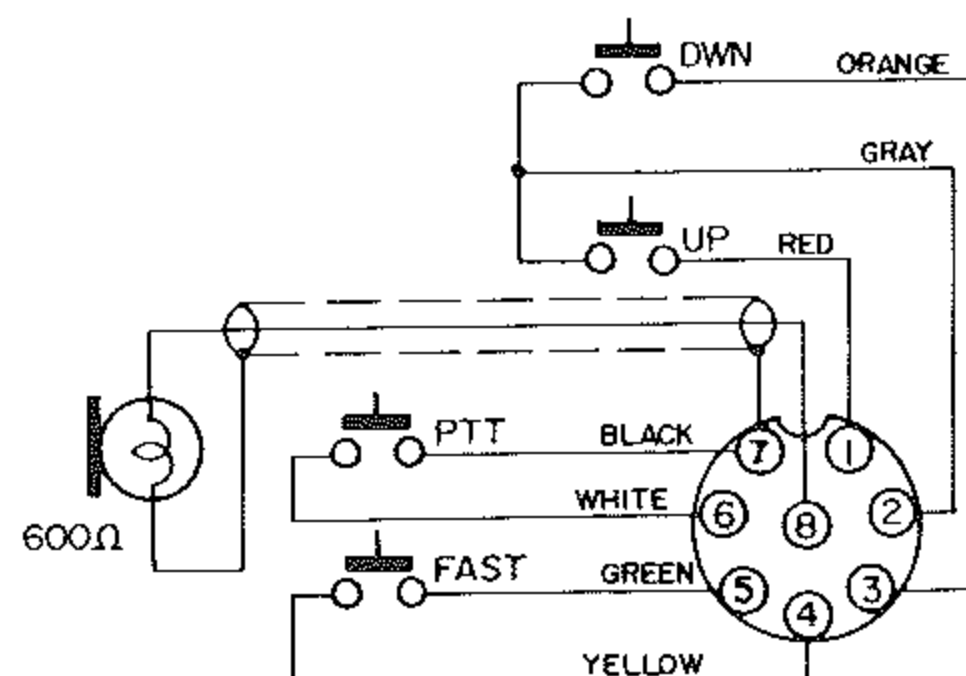 DWN
ORANGE
GRAY
UP
RED
PTT
BLACK
7
1
WHITE
6
8
2
600Ω
FAST
GREEN
5
4
3
YELLOW